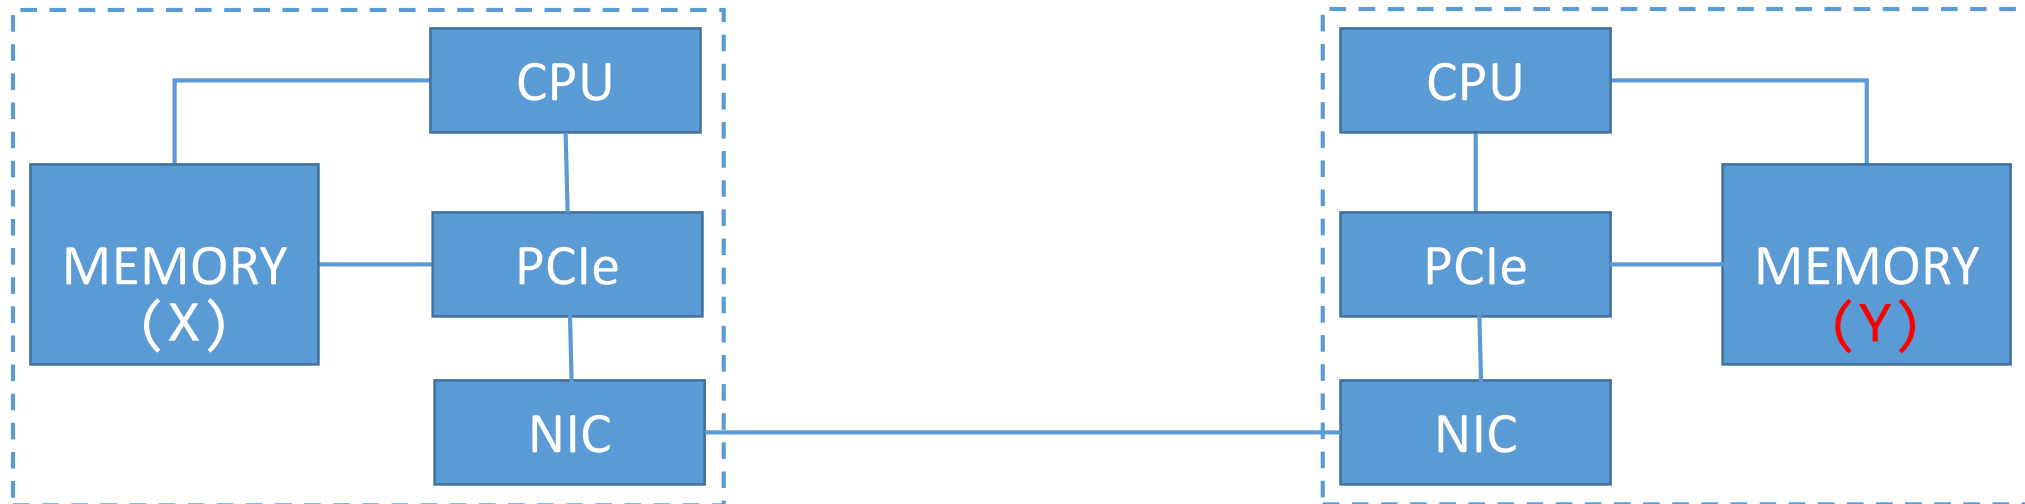 CPU
MEMORY
(X)
PCIe
NIC
CPU
PCIe
MEMORY
(Y)
NIC